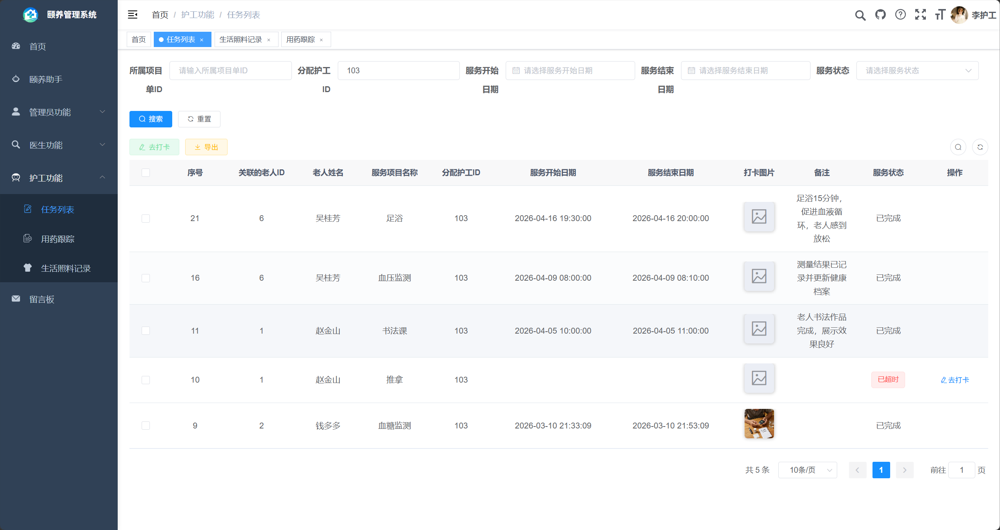 颐养管理系统
首页 / 护工功能 / 任务列表
李护工
首页
任务列表 ×
生活照料记录 ×
用药跟踪 ×
首页
颐养助手
管理员功能
医生功能
护工功能
任务列表
用药跟踪
生活照料记录
留言板
所属项目单ID 请输入所属项目单ID
分配护工ID 103
服务开始日期 请选择服务开始日期
服务结束日期 请选择服务结束日期
服务状态 请选择服务状态
搜索 重置
去打卡 导出
序号 关联的老人ID 老人姓名 服务项目名称 分配护工ID 服务开始日期 服务结束日期 打卡图片 备注 服务状态 操作
21 6 吴桂芳 足浴 103 2026-04-16 19:30:00 2026-04-16 20:00:00 足浴15分钟，促进血液循环，老人感到放松 已完成
16 6 吴桂芳 血压监测 103 2026-04-09 08:00:00 2026-04-09 08:10:00 测量结果已记录并更新健康档案 已完成
11 1 赵金山 书法课 103 2026-04-05 10:00:00 2026-04-05 11:00:00 老人书法作品完成，展示效果良好 已完成
10 1 赵金山 推拿 103 已超时 去打卡
9 2 钱多多 血糖监测 103 2026-03-10 21:33:09 2026-03-10 21:53:09 已完成
共 5 条 10条/页 1 前往 1 页